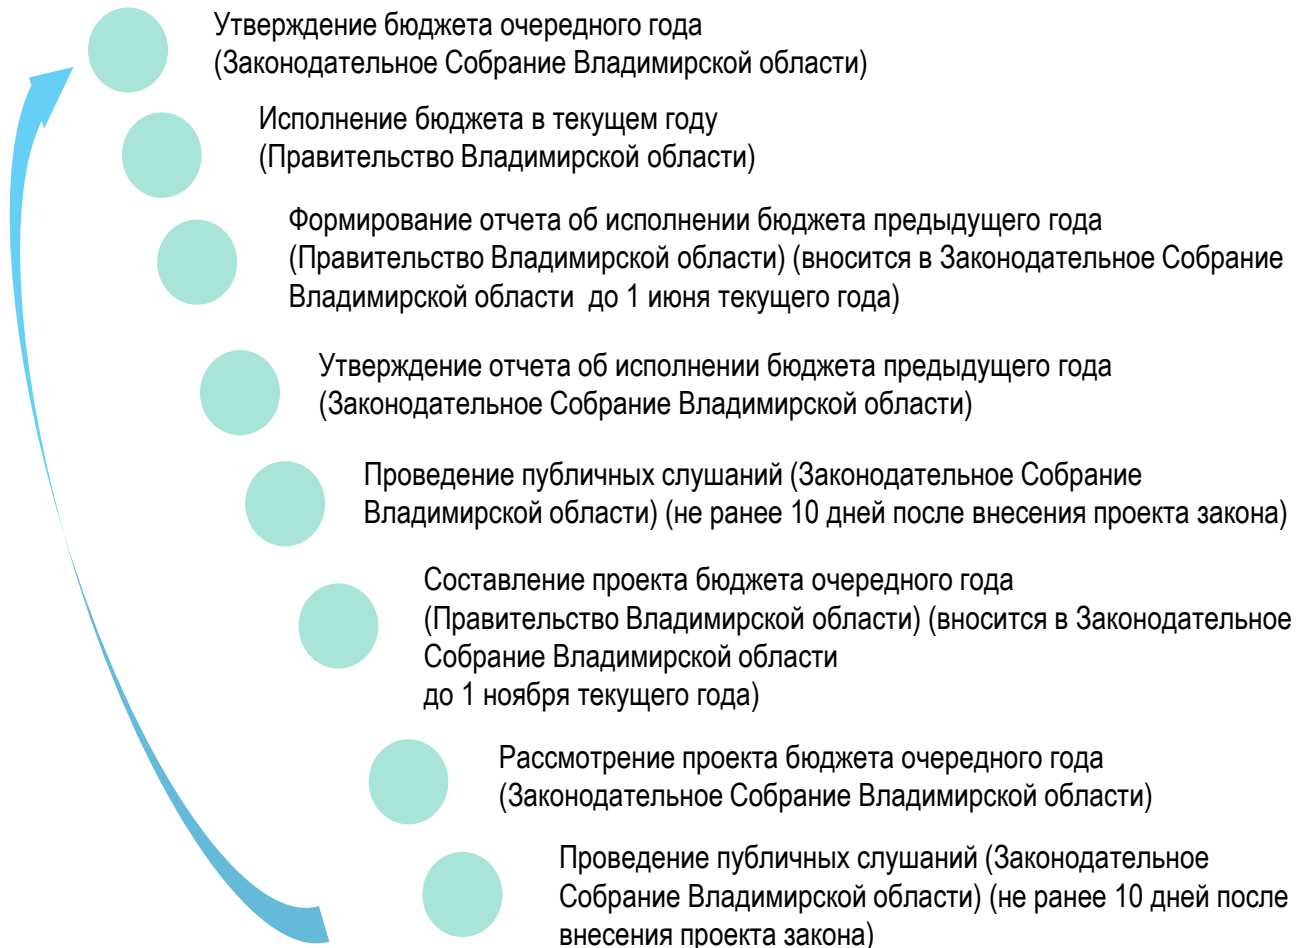 Утверждение бюджета очередного года
(Законодательное Собрание Владимирской области)
Исполнение бюджета в текущем году
(Правительство Владимирской области)
Формирование отчета об исполнении бюджета предыдущего года
(Правительство Владимирской области) (вносится в Законодательное Собрание
Владимирской области  до 1 июня текущего года)
Утверждение отчета об исполнении бюджета предыдущего года
(Законодательное Собрание Владимирской области)
Проведение публичных слушаний (Законодательное Собрание
Владимирской области) (не ранее 10 дней после внесения проекта закона)
Составление проекта бюджета очередного года
(Правительство Владимирской области) (вносится в Законодательное
Собрание Владимирской области
до 1 ноября текущего года)
Рассмотрение проекта бюджета очередного года
(Законодательное Собрание Владимирской области)
Проведение публичных слушаний (Законодательное
Собрание Владимирской области) (не ранее 10 дней после
внесения проекта закона)